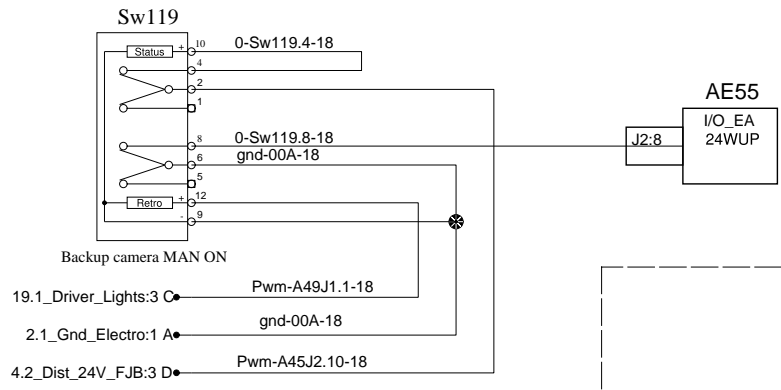 Sw119
Status + 10 0-Sw119.4-18
4
2
1
AE55
I/O_EA
24WUP
J2:8
8 0-Sw119.8-18
6 gnd-00A-18
5
Retro + 12
- 9
Backup camera MAN ON
19.1_Driver_Lights:3 C Pwm-A49J1.1-18
2.1_Gnd_Electro:1 A gnd-00A-18
4.2_Dist_24V_FJB:3 D Pwm-A45J2.10-18